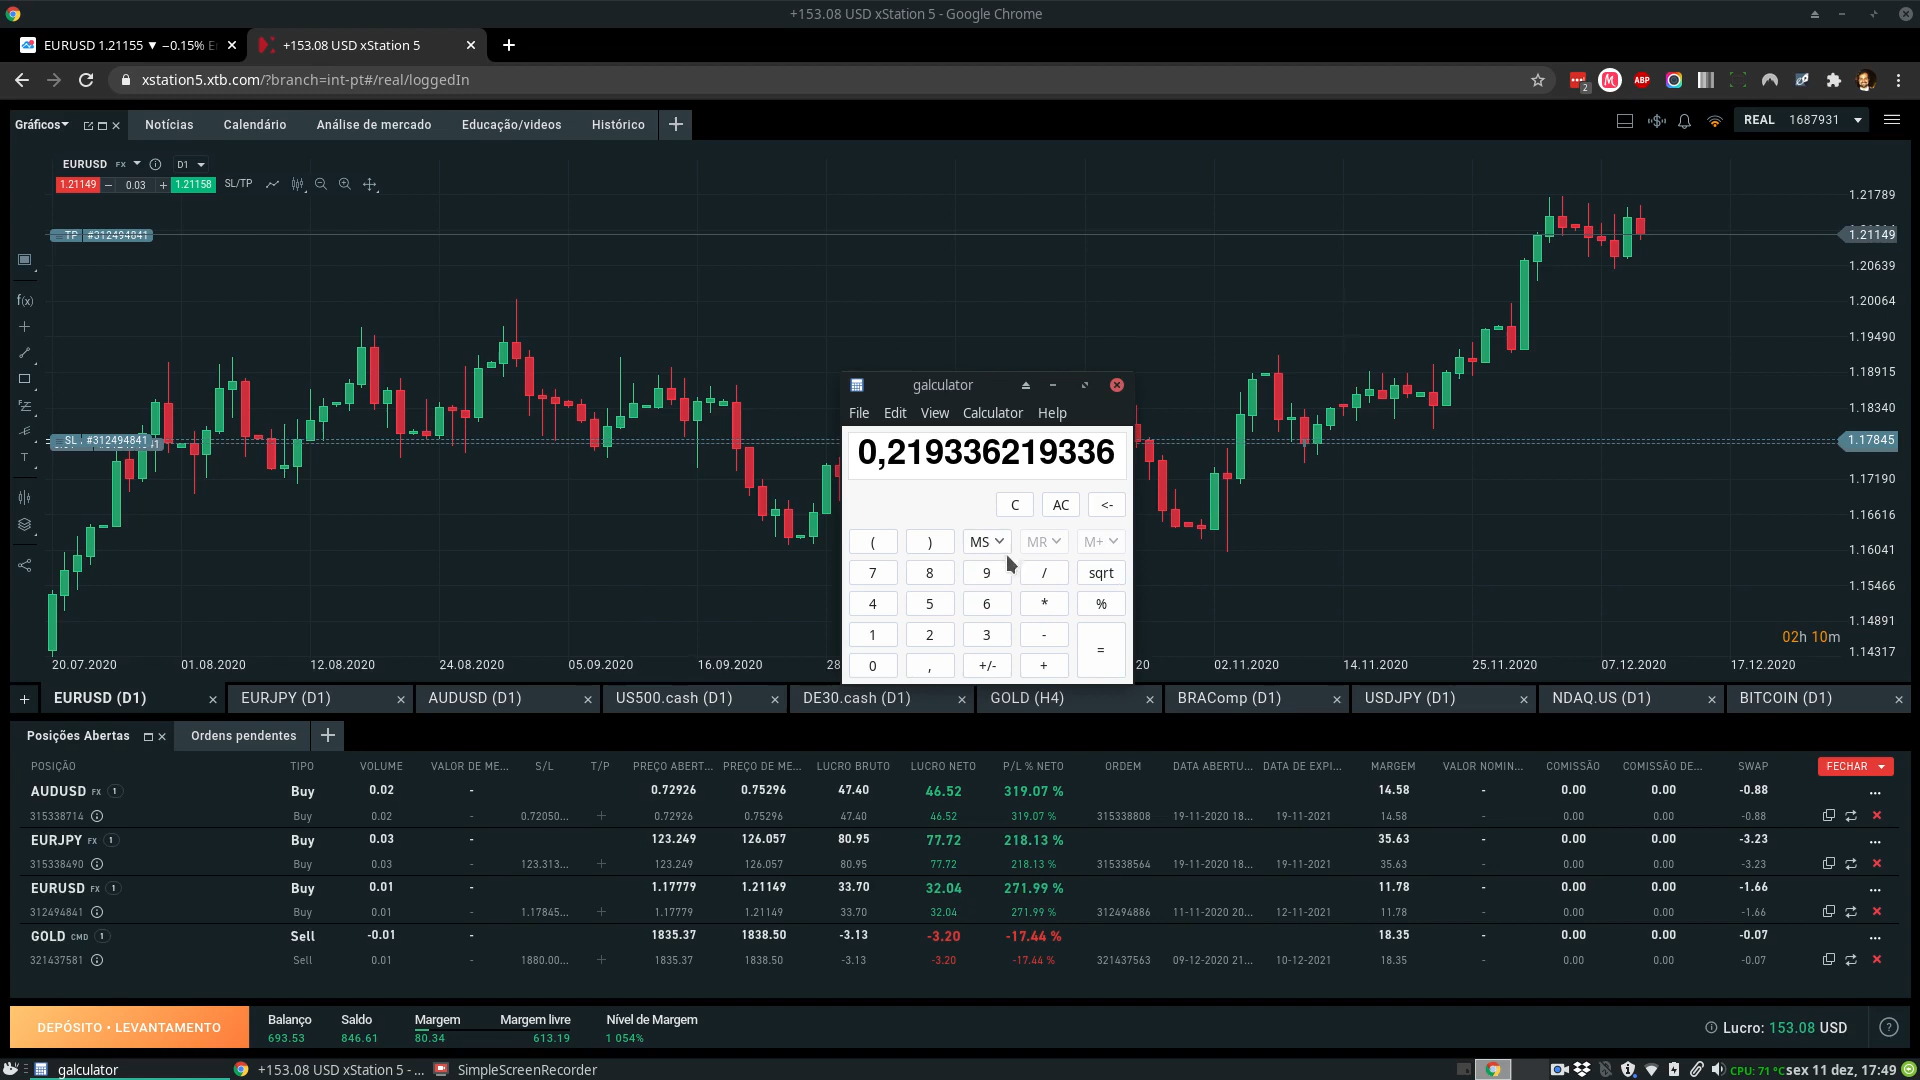 +153.08 USD xStation 5 - Google Chrome
EURUSD 1.21155 ▼ −0.15%
+153.08 USD xStation 5
xstation5.xtb.com/?branch=int-pt#/real/loggedIn
2
ABP
Gráficos
Notícias
Calendário
Análise de mercado
Educação/videos
Histórico
REAL 1687931
EURUSD FX D1
1.21149 − 0.03 + 1.21158 SL/TP
TP #312494841
SL #312494841
f(x)
T
1.21789
1.21149
1.20639
1.20064
1.19490
1.18915
1.18340
1.17845
1.17190
1.16616
1.16041
1.15466
1.14891
1.14317
02h 10m
20.07.2020 01.08.2020 12.08.2020 24.08.2020 05.09.2020 16.09.2020 28 20 02.11.2020 14.11.2020 25.11.2020 07.12.2020 17.12.2020
galculator
File Edit View Calculator Help
0,219336219336
C AC <-
( ) MS MR M+
7 8 9 / sqrt
4 5 6 * %
1 2 3 - =
0 , +/- +
EURUSD (D1) EURJPY (D1) AUDUSD (D1) US500.cash (D1) DE30.cash (D1) GOLD (H4) BRAComp (D1) USDJPY (D1) NDAQ.US (D1) BITCOIN (D1)
Posições Abertas Ordens pendentes
POSIÇÃO TIPO VOLUME VALOR DE ME... S/L T/P PREÇO ABERT... PREÇO DE ME... LUCRO BRUTO LUCRO NETO P/L % NETO ORDEM DATA ABERTU... DATA DE EXPI... MARGEM VALOR NOMIN... COMISSÃO COMISSÃO DE... SWAP FECHAR
AUDUSD FX 1 Buy 0.02 - 0.72926 0.75296 47.40 46.52 319.07 % 14.58 - 0.00 0.00 -0.88 ...
315338714 Buy 0.02 - 0.72050... 0.72926 0.75296 47.40 46.52 319.07 % 315338808 19-11-2020 18... 19-11-2021 14.58 - 0.00 0.00 -0.88
EURJPY FX 1 Buy 0.03 - 123.249 126.057 80.95 77.72 218.13 % 35.63 - 0.00 0.00 -3.23 ...
315338490 Buy 0.03 - 123.313... 123.249 126.057 80.95 77.72 218.13 % 315338564 19-11-2020 18... 19-11-2021 35.63 - 0.00 0.00 -3.23
EURUSD FX 1 Buy 0.01 - 1.17779 1.21149 33.70 32.04 271.99 % 11.78 - 0.00 0.00 -1.66 ...
312494841 Buy 0.01 - 1.17845... 1.17779 1.21149 33.70 32.04 271.99 % 312494886 11-11-2020 20... 12-11-2021 11.78 - 0.00 0.00 -1.66
GOLD CMD 1 Sell -0.01 - 1835.37 1838.50 -3.13 -3.20 -17.44 % 18.35 - 0.00 0.00 -0.07 ...
321437581 Sell 0.01 - 1880.00... 1835.37 1838.50 -3.13 -3.20 -17.44 % 321437563 09-12-2020 21... 10-12-2021 18.35 - 0.00 0.00 -0.07
DEPÓSITO • LEVANTAMENTO
Balanço Saldo Margem Margem livre Nível de Margem
693.53 846.61 80.34 613.19 1 054%
Lucro: 153.08 USD
galculator
+153.08 USD xStation 5 - ...
SimpleScreenRecorder
CPU: 71 °C sex 11 dez, 17:49